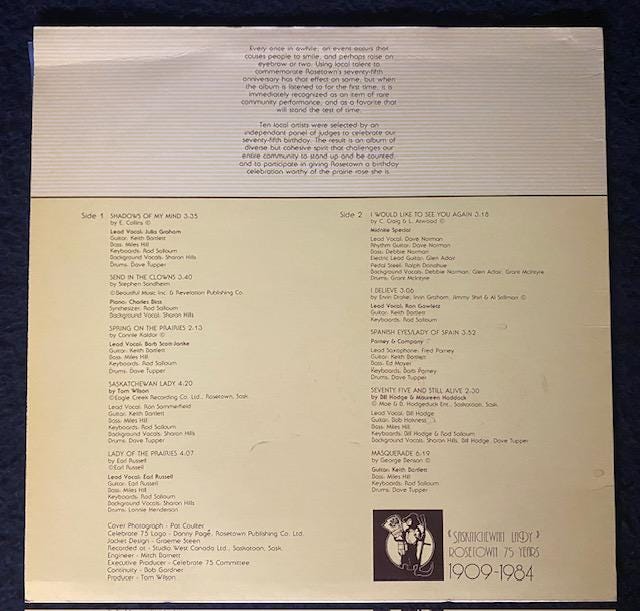 Every once in awhile, an event occurs that
causes people to smile, and perhaps raise an
eyebrow or two. Using local talent to
commemorate Rosetown's seventy-fifth
anniversary has that effect on some, but when
the album is listened to for the first time, it is
immediately recognized as an item of rare
community performance, and as a favorite that
will stand the test of time.
Ten local artists were selected by an
independent panel of judges to celebrate our
seventy-fifth birthday. The result is an album of
diverse but cohesive spirit that challenges our
entire community to stand up and be counted,
and to participate in giving Rosetown a birthday
celebration worthy of the prairie rose she is.
Side 1
SHADOWS OF MY MIND 3:35
by E. Collins ©
Lead Vocal: Julia Graham
Guitar: Keith Bartlett
Bass: Miles Hill
Keyboards: Rod Salloum
Background Vocals: Sharon Hills
Drums: Dave Tupper
SEND IN THE CLOWNS 3:40
by Stephen Sondheim
©Beautiful Music Inc. & Revelation Publishing Co.
Piano: Charles Bass
Synthesizer: Rod Salloum
Background Vocal: Sharon Hills
SPRING ON THE PRAIRIES 2:13
by Connie Kaldor ©
Lead Vocal: Barb Scott-Janke
Guitar: Keith Bartlett
Bass: Miles Hill
Keyboards: Rod Salloum
Drums: Dave Tupper
SASKATCHEWAN LADY 4:20
by Tom Wilson
©Eagle Creek Recording Co. Ltd., Rosetown, Sask.
Lead Vocal: Ron Sommerfield
Guitar: Keith Bartlett
Bass: Miles Hill
Keyboards: Rod Salloum
Background Vocals: Sharon Hills
Drums: Dave Tupper
LADY OF THE PRAIRIES 4:07
by Earl Russell
©Earl Russell
Lead Vocal: Earl Russell
Guitar: Earl Russell
Bass: Miles Hill
Keyboards: Rod Salloum
Background Vocals: Sharon Hills
Drums: Lonnie Henderson
Cover Photograph - Pat Coulter
Celebrate 75 Logo - Danny Page, Rosetown Publishing Co. Ltd.
Jacket Design - Graeme Steen
Recorded at - Studio West Canada Ltd., Saskatoon, Sask.
Engineer - Mitch Barnett
Executive Producer - Celebrate 75 Committee
Continuity - Bob Gardner
Producer - Tom Wilson
Side 2
I WOULD LIKE TO SEE YOU AGAIN 3:18
by C. Craig & L. Atwood ©
Midnite Special
Lead Vocal: Dave Norman
Rhythm Guitar: Dave Norman
Bass: Debbie Norman
Electric Lead Guitar: Glen Adair
Pedal Steel: Ralph Donahue
Background Vocals: Debbie Norman, Glen Adair, Grant McIntyre
Drums: Grant McIntyre
I BELIEVE 3:06
by Ervin Drake, Irvin Graham, Jimmy Shirl & Al Stillman ©
Lead Vocal: Ron Gowletz
Guitar: Keith Bartlett
Keyboards: Rod Salloum
SPANISH EYES/LADY OF SPAIN 3:52
Parney & Company
Lead Saxophone: Fred Parney
Guitar: Keith Bartlett
Bass: Ed Mayer
Keyboards: Barb Parney
Drums: Dave Tupper
SEVENTY FIVE AND STILL ALIVE 2:30
by Bill Hodge & Maureen Haddock
© Moe & B. Hodgeduck Ent., Saskatoon, Sask.
Lead Vocal: Bill Hodge
Guitar: Bob Hakness
Bass: Miles Hill
Keyboards: Bill Hodge & Rod Salloum
Background Vocals: Sharon Hills, Bill Hodge, Dave Tupper
MASQUERADE 6:19
by George Benson ©
Guitar: Keith Bartlett
Bass: Miles Hill
Keyboards: Rod Salloum
Drums: Dave Tupper
"SASKATCHEWAN LADY"
ROSETOWN 75 YEARS
1909-1984